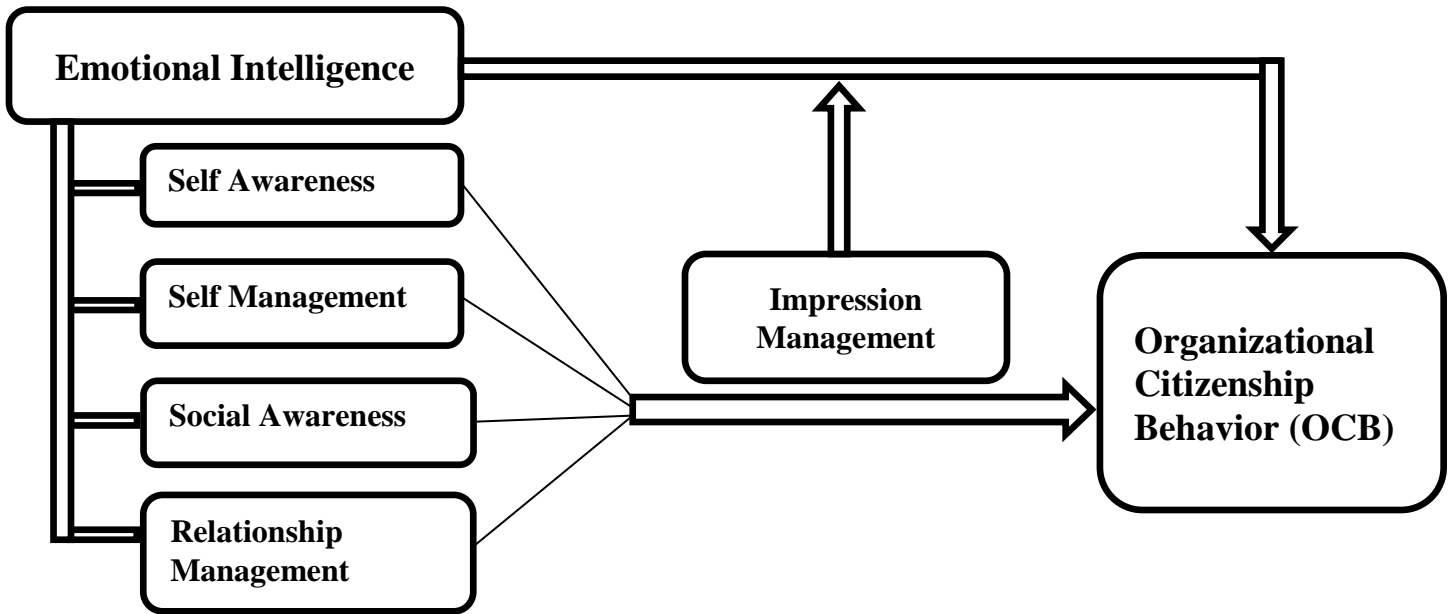 Emotional Intelligence
Self Awareness
Self Management
Social Awareness
Relationship
Management
Impression
Management
Organizational
Citizenship
Behavior (OCB)